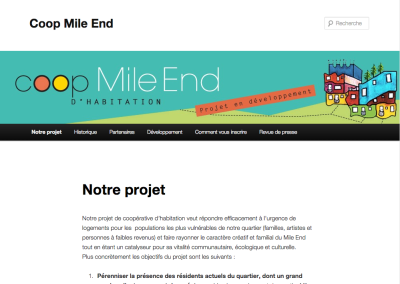 Coop Mile End
Recherche
coop Mile End
D'HABITATION
Projet en développement
Notre projet Historique Partenaires Développement Comment vous inscrire Revue de presse
Notre projet
Notre projet de coopérative d'habitation veut répondre efficacement à l'urgence de
logements pour les populations les plus vulnérables de notre quartier (familles, artistes et
personnes à faibles revenus) et faire rayonner le caractère créatif et familial du Mile End
tout en étant un catalyseur pour sa vitalité communautaire, écologique et culturelle.
Plus concrètement les objectifs du projet sont les suivants :
1. Pérenniser la présence des résidents actuels du quartier, dont un grand